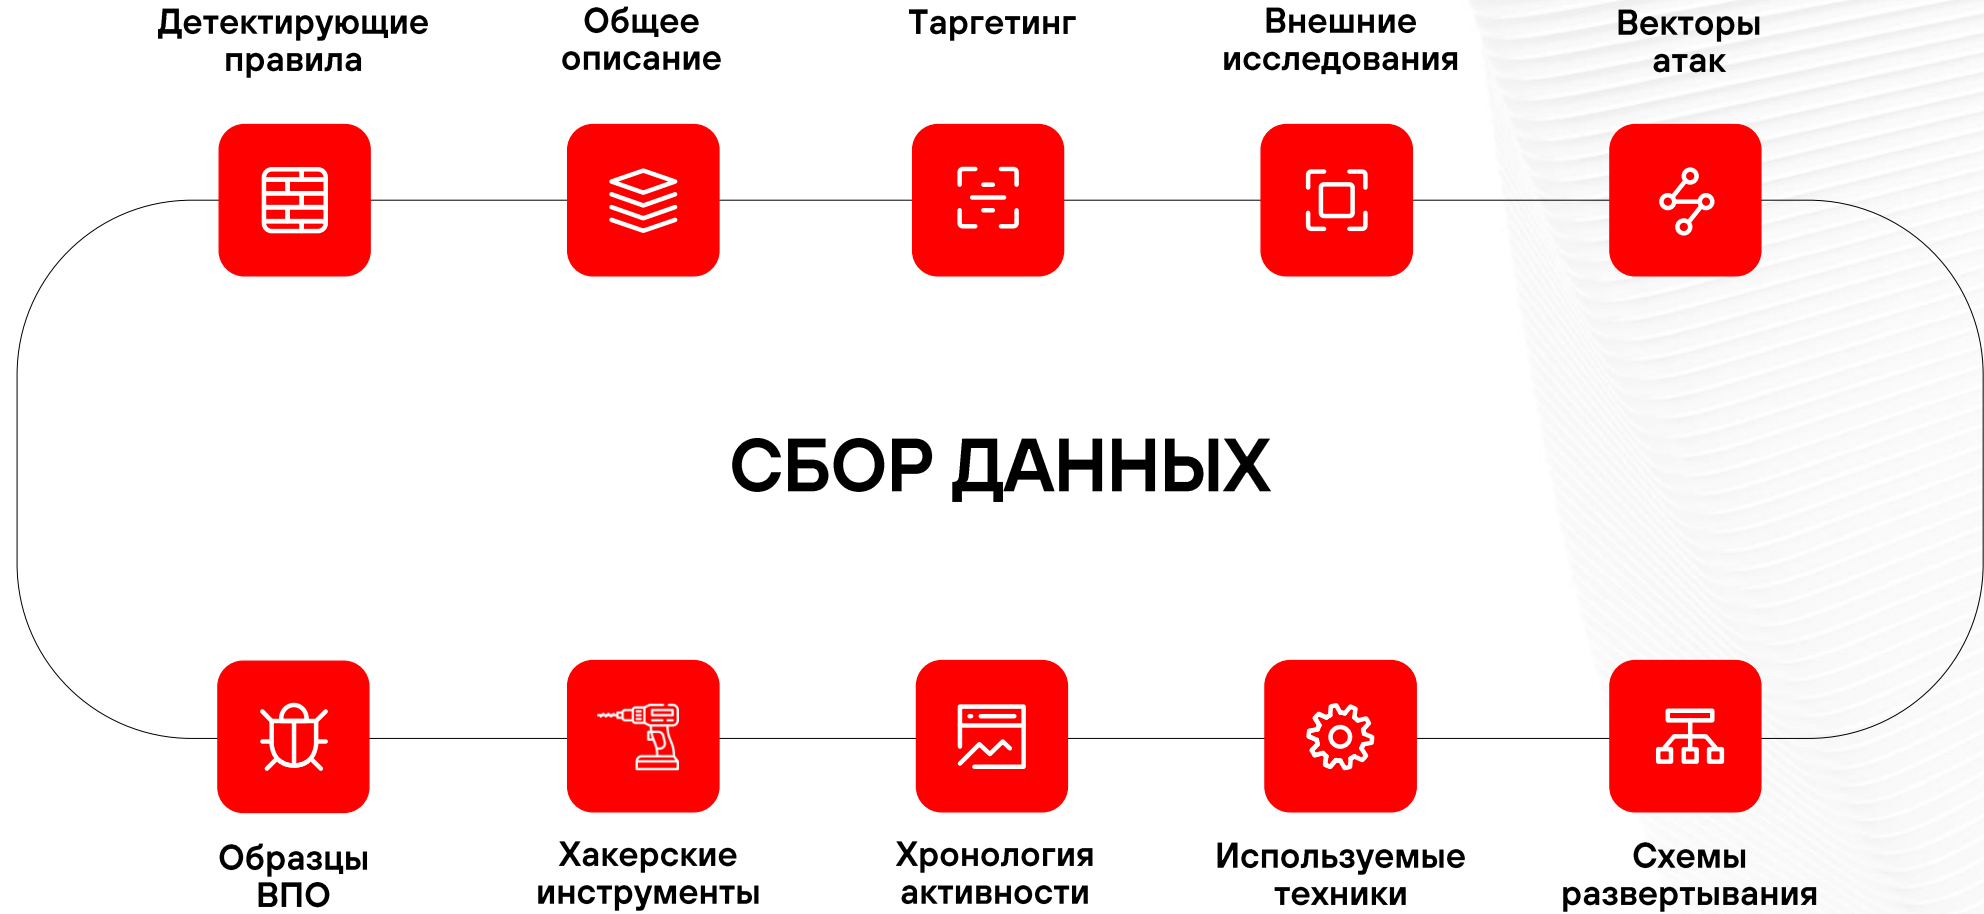 Детектирующие
правила
Общее
описание
Таргетинг
Внешние
исследования
Векторы
атак
СБОР ДАННЫХ
Образцы
ВПО
Хакерские
инструменты
Хронология
активности
Используемые
техники
Схемы
развертывания